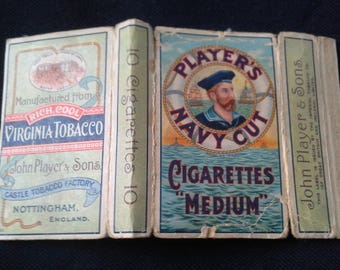 Manufactured from
RICH, COOL
VIRGINIA TOBACCO
John Player & Sons,
CASTLE TOBACCO FACTORY
NOTTINGHAM,
ENGLAND.
10 Cigarettes 10
PLAYER'S
NAVY CUT
CIGARETTES
"MEDIUM"
John Player & Sons.